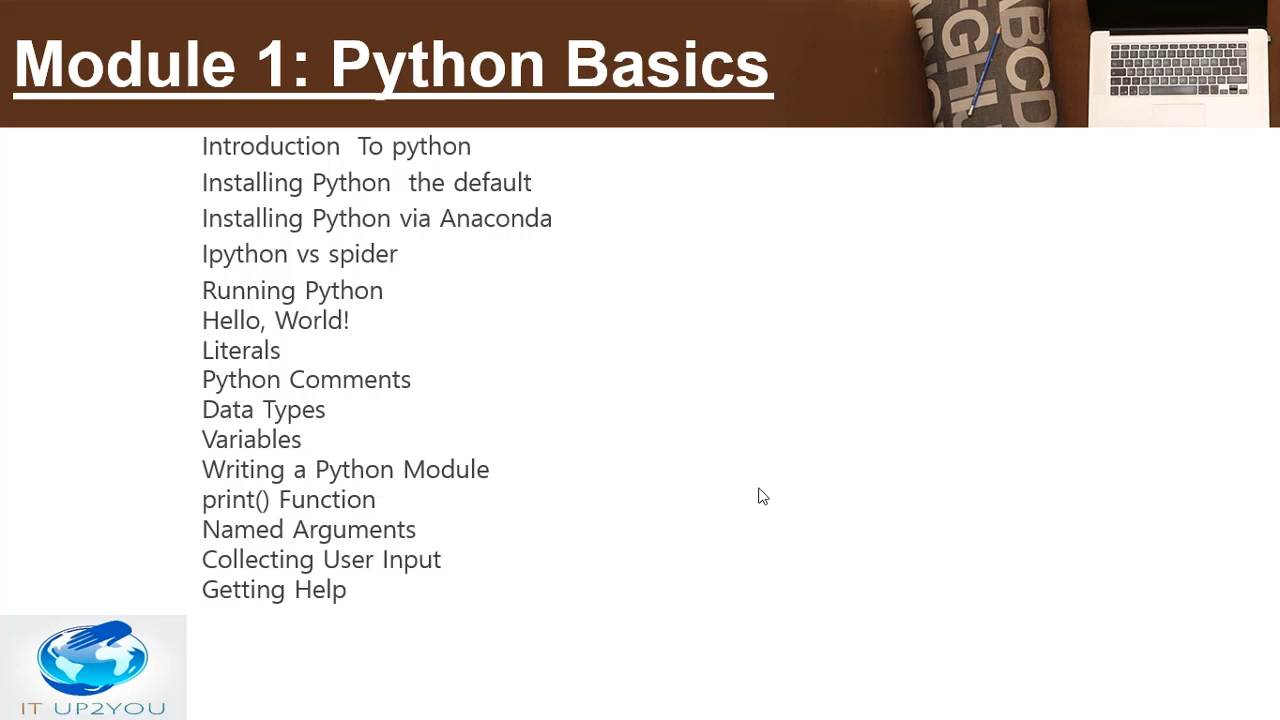 Module 1: Python Basics
Introduction  To python
Installing Python  the default
Installing Python via Anaconda
Ipython vs spider
Running Python
Hello, World!
Literals
Python Comments
Data Types
Variables
Writing a Python Module
print() Function
Named Arguments
Collecting User Input
Getting Help
IT UP2YOU